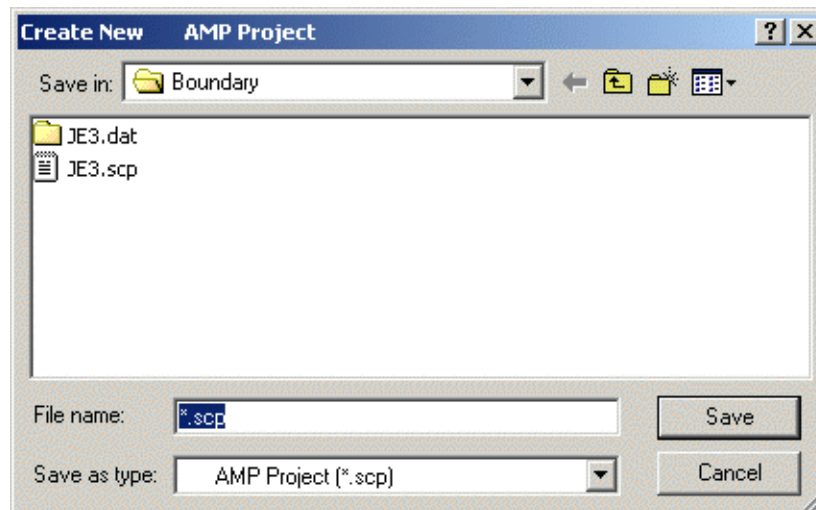 Create New AMP Project
Save in: Boundary
JE3.dat
JE3.scp
File name: *.scp Save
Save as type: AMP Project (*.scp) Cancel